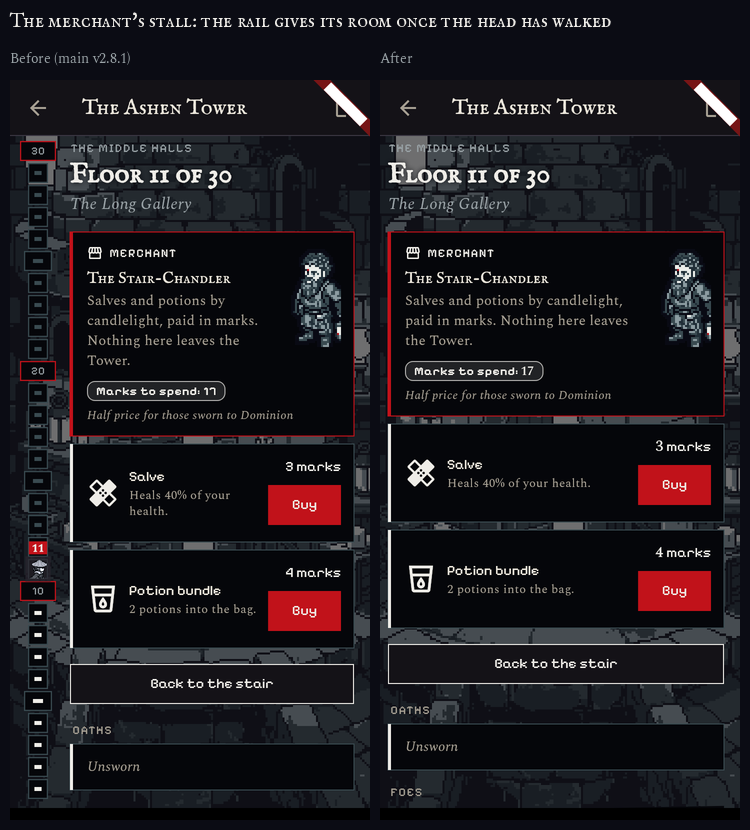 The merchant's stall: the rail gives its room once the head has walked
Before (main v2.8.1)
The Ashen Tower
30
THE MIDDLE HALLS
Floor 11 of 30
The Long Gallery
MERCHANT
The Stair-Chandler
Salves and potions by
candlelight, paid in marks.
Nothing here leaves the
Tower.
20
Marks to spend: 17
Half price for those sworn to Dominion
3 marks
Salve
Heals 40% of your
health.
Buy
11
4 marks
10
Potion bundle
2 potions into the bag.
Buy
Back to the stair
OATHS
Unsworn
After
The Ashen Tower
THE MIDDLE HALLS
Floor 11 of 30
The Long Gallery
MERCHANT
The Stair-Chandler
Salves and potions by
candlelight, paid in marks.
Nothing here leaves the
Tower.
Marks to spend: 17
Half price for those sworn to Dominion
3 marks
Salve
Heals 40% of your health.
Buy
4 marks
Potion bundle
2 potions into the bag.
Buy
Back to the stair
OATHS
Unsworn
FOES